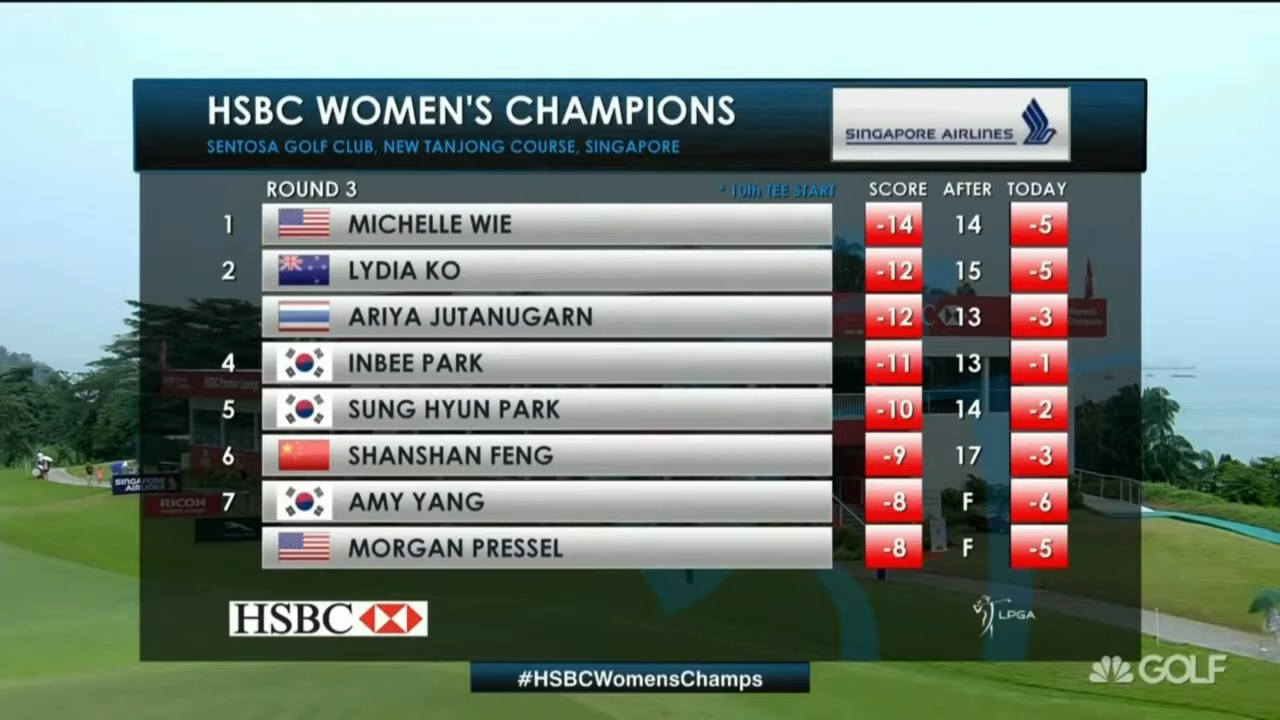 HSBC WOMEN'S CHAMPIONS
SENTOSA GOLF CLUB, NEW TANJONG COURSE, SINGAPORE
SINGAPORE AIRLINES
ROUND 3 * 10th TEE START SCORE AFTER TODAY
1 MICHELLE WIE -14 14 -5
2 LYDIA KO -12 15 -5
ARIYA JUTANUGARN -12 13 -3
4 INBEE PARK -11 13 -1
5 SUNG HYUN PARK -10 14 -2
6 SHANSHAN FENG -9 17 -3
7 AMY YANG -8 F -6
MORGAN PRESSEL -8 F -5
SINGAPORE
AIRLINES
RICOH
HSBC
LPGA
#HSBCWomensChamps
GOLF